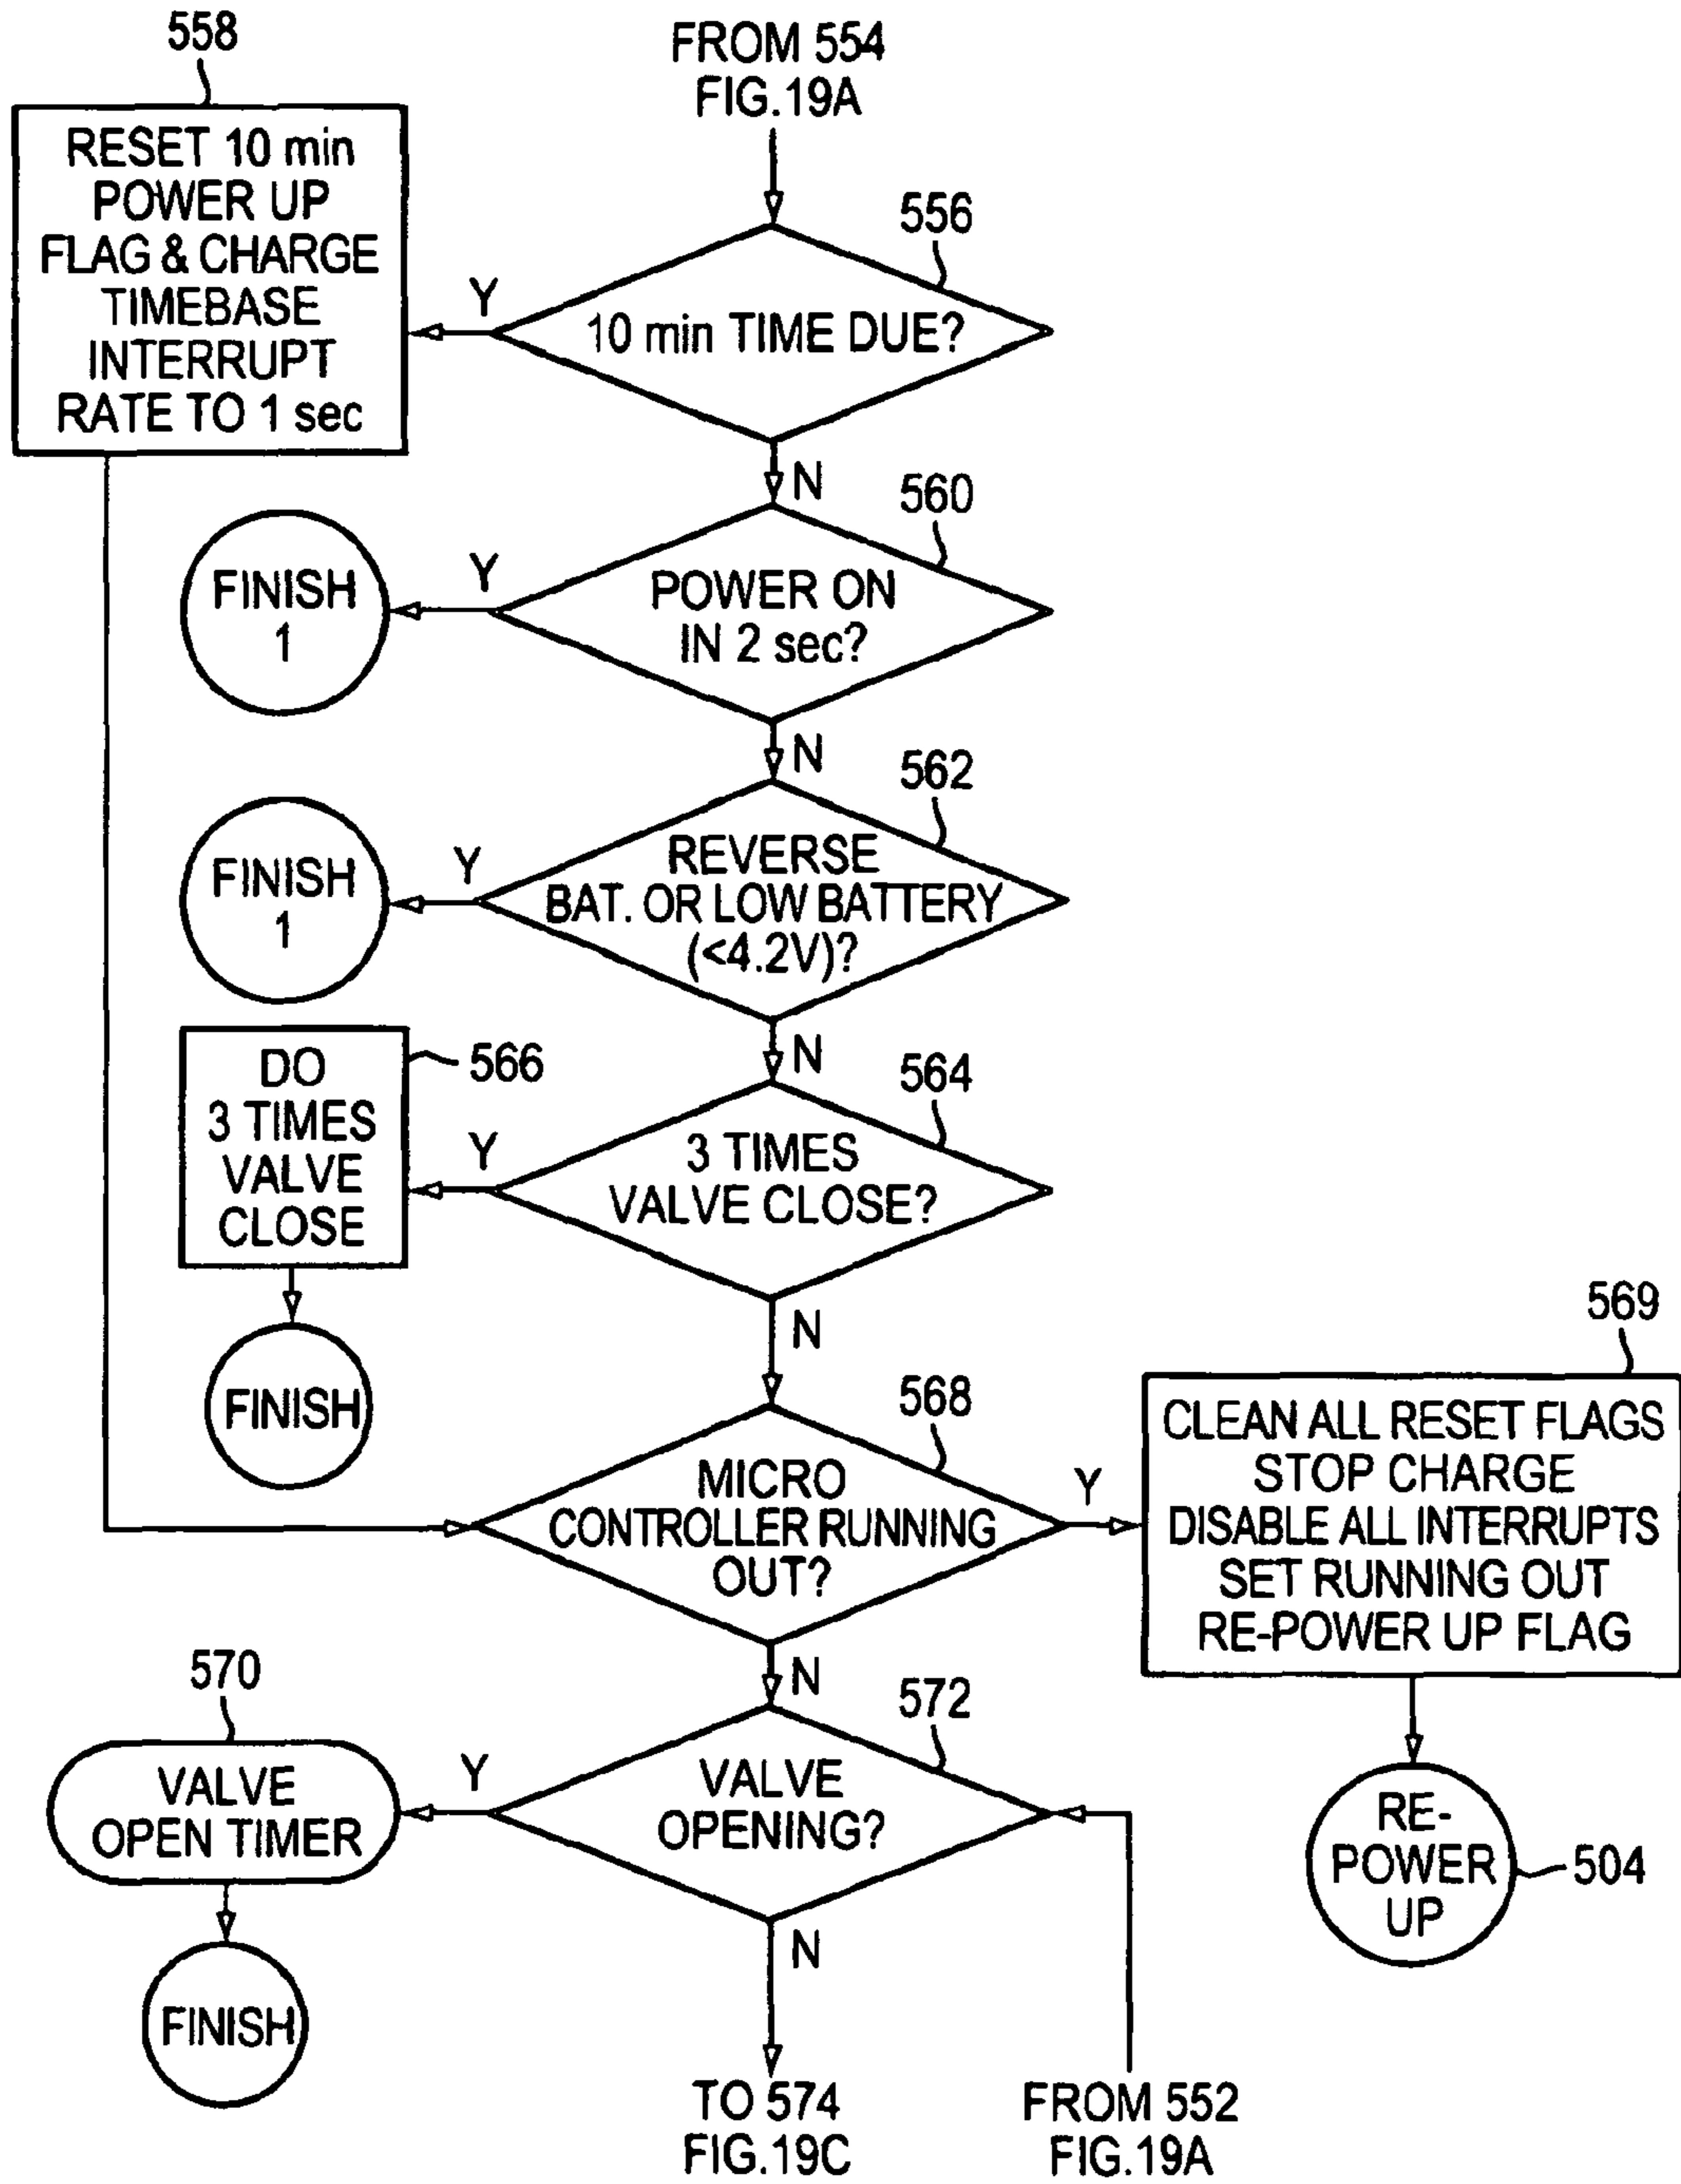 558
FROM 554
FIG.19A
RESET 10 min
POWER UP
FLAG & CHARGE
TIMEBASE
INTERRUPT
RATE TO 1 sec
556
Y
10 min TIME DUE?
N
560
FINISH
1
Y
POWER ON
IN 2 sec?
N
562
FINISH
1
Y
REVERSE
BAT. OR LOW BATTERY
(<4.2V)?
N
DO
3 TIMES
VALVE
CLOSE
566
564
Y
3 TIMES
VALVE CLOSE?
N
FINISH
569
568
MICRO
CONTROLLER RUNNING
OUT?
Y
CLEAN ALL RESET FLAGS
STOP CHARGE
DISABLE ALL INTERRUPTS
SET RUNNING OUT
RE-POWER UP FLAG
N
570
572
VALVE
OPEN TIMER
Y
VALVE
OPENING?
RE-
POWER
UP
504
N
FINISH
TO 574
FIG.19C
FROM 552
FIG.19A